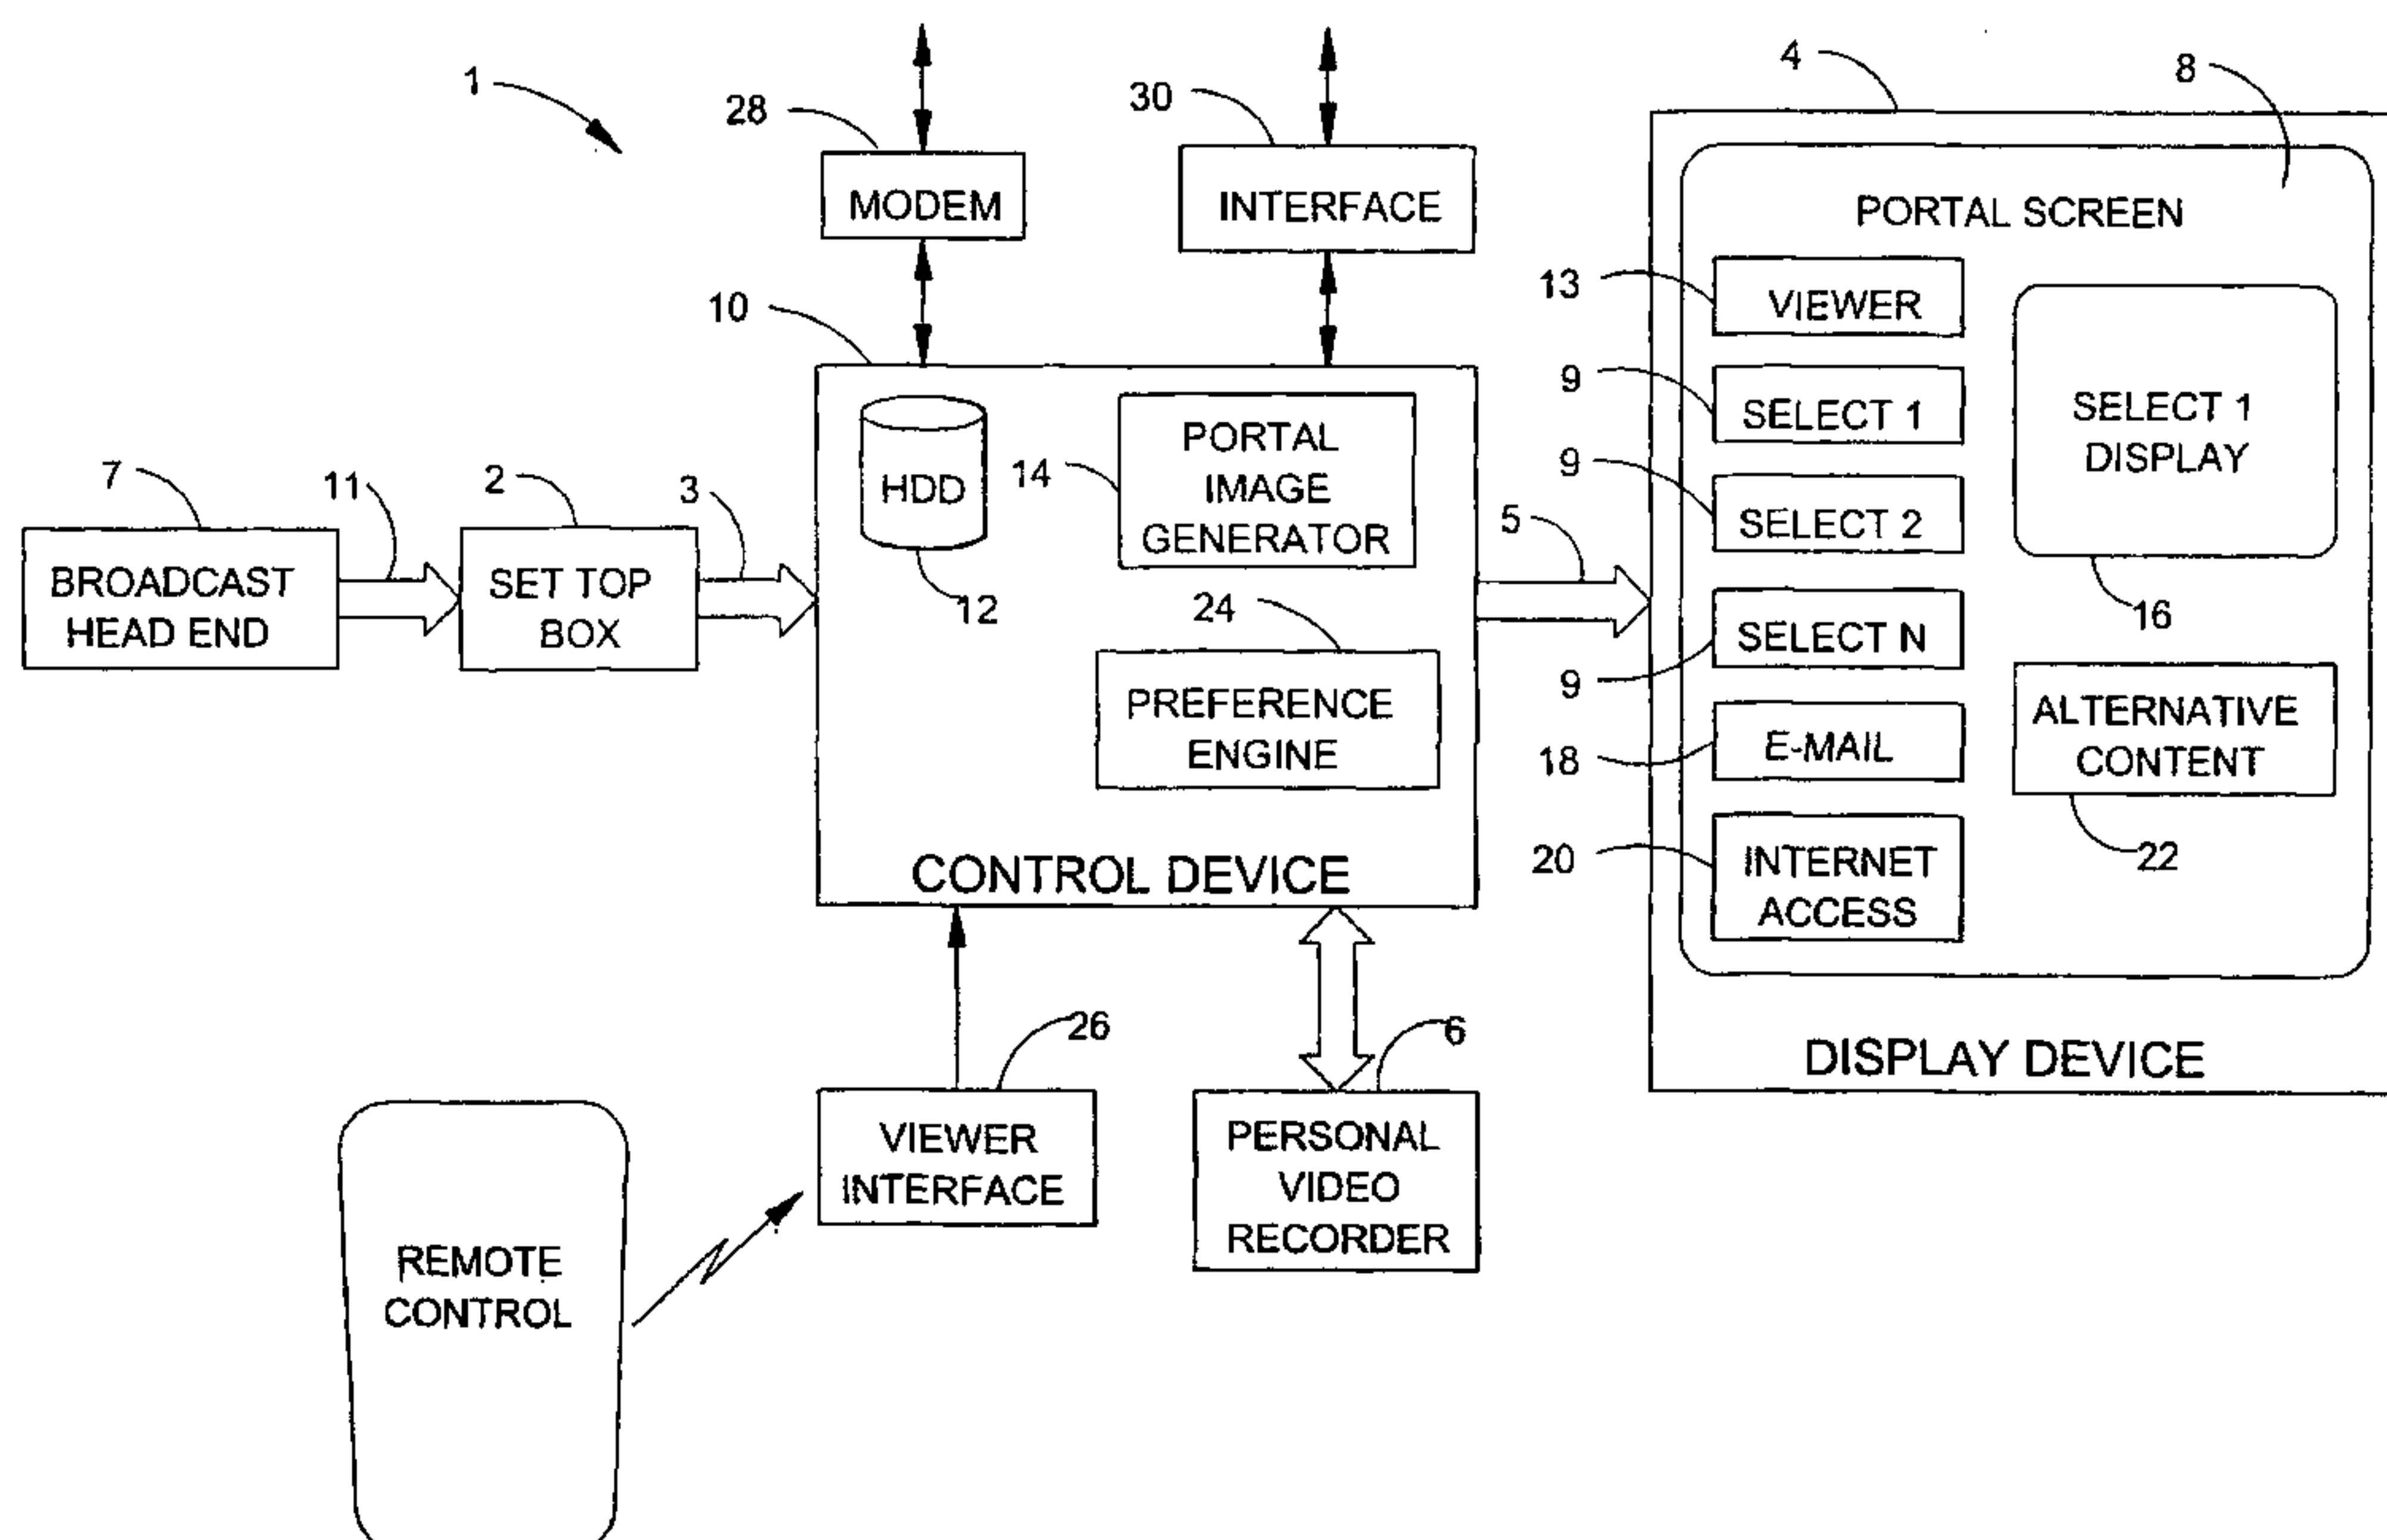 1
28
MODEM
30
INTERFACE
4
8
PORTAL SCREEN
13
VIEWER
9
SELECT 1
9
SELECT 2
9
SELECT N
18
E-MAIL
20
INTERNET
ACCESS
SELECT 1
DISPLAY
16
ALTERNATIVE
CONTENT
22
DISPLAY DEVICE
10
HDD
12
14
PORTAL
IMAGE
GENERATOR
24
PREFERENCE
ENGINE
CONTROL DEVICE
5
7
BROADCAST
HEAD END
11
2
SET TOP
BOX
3
26
VIEWER
INTERFACE
6
PERSONAL
VIDEO
RECORDER
REMOTE
CONTROL